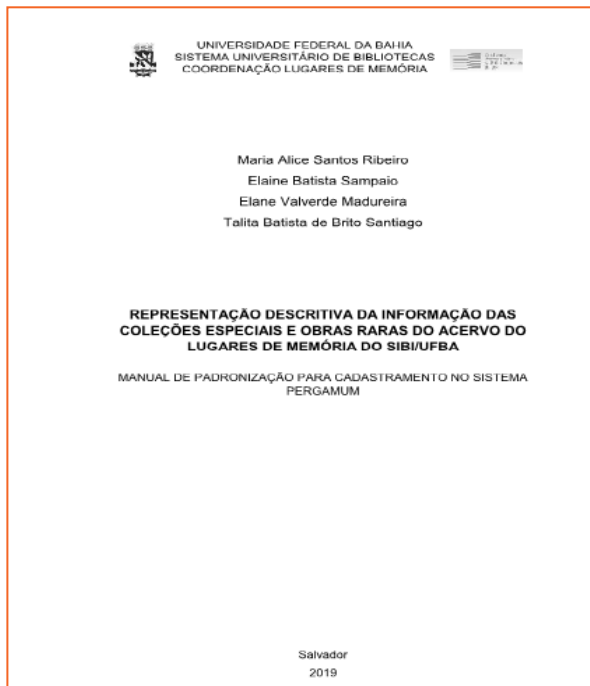 UNIVERSIDADE FEDERAL DA BAHIA
SISTEMA UNIVERSITÁRIO DE BIBLIOTECAS
COORDENAÇÃO LUGARES DE MEMÓRIA
Maria Alice Santos Ribeiro
Elaine Batista Sampaio
Elane Valverde Madureira
Talita Batista de Brito Santiago
REPRESENTAÇÃO DESCRITIVA DA INFORMAÇÃO DAS
COLEÇÕES ESPECIAIS E OBRAS RARAS DO ACERVO DO
LUGARES DE MEMÓRIA DO SIBI/UFBA
MANUAL DE PADRONIZAÇÃO PARA CADASTRAMENTO NO SISTEMA
PERGAMUM
Salvador
2019